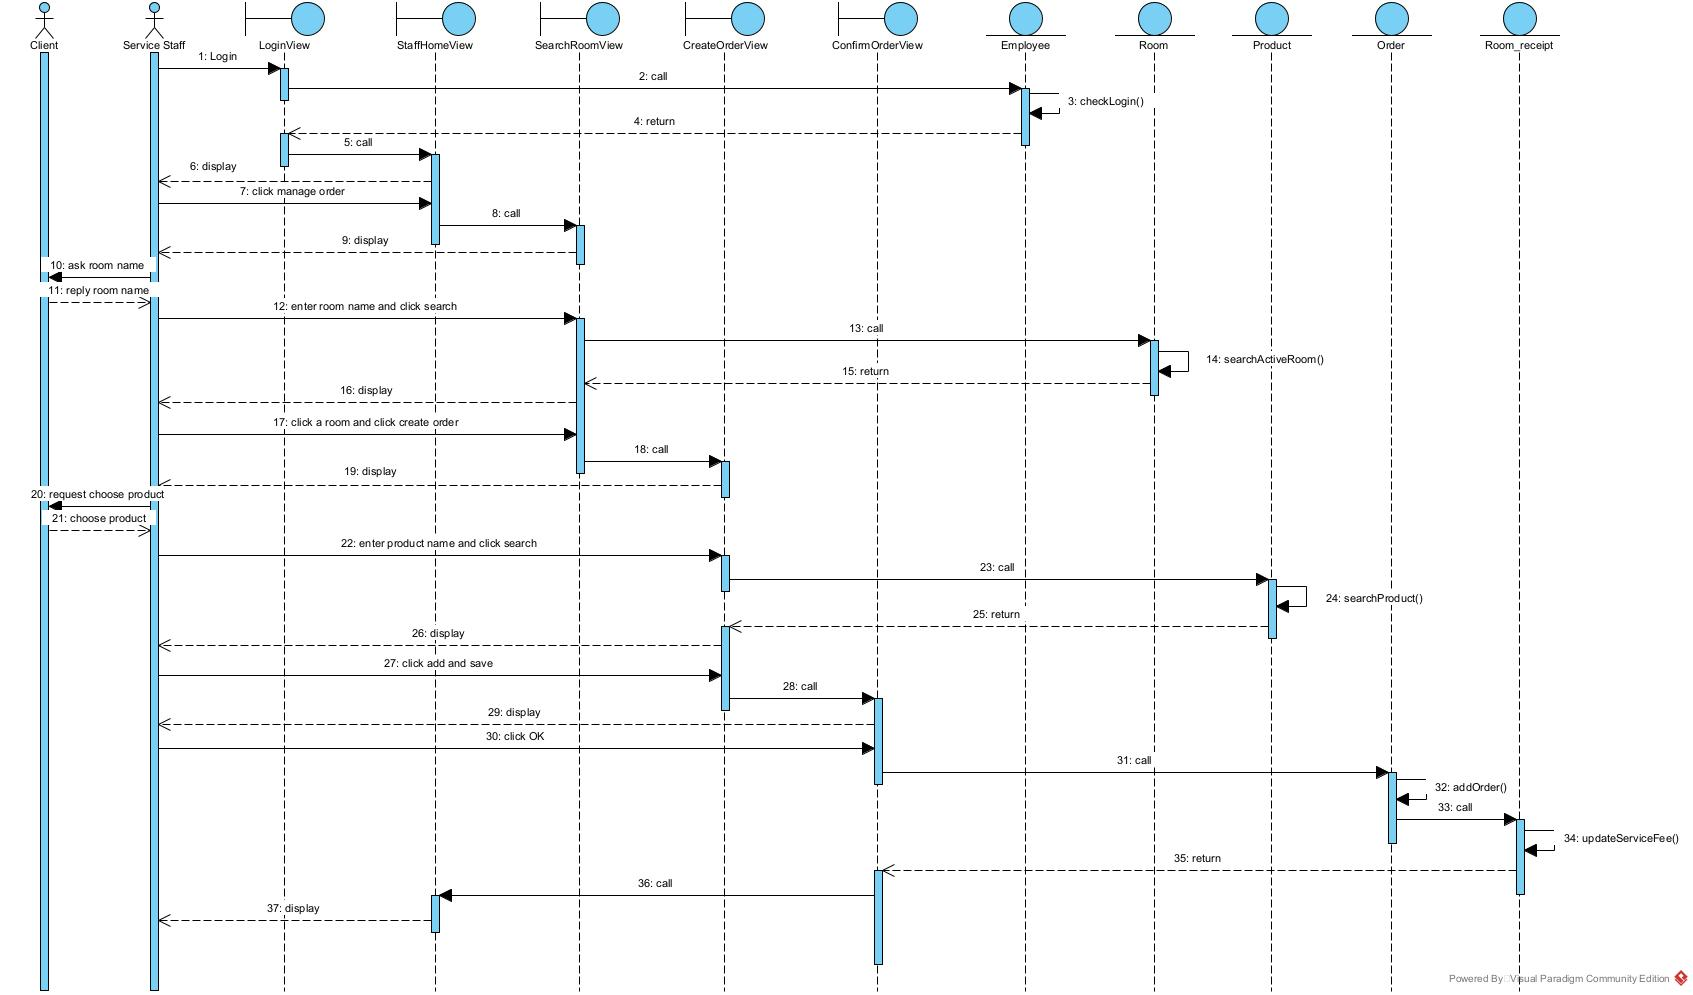 Client
Service Staff
LoginView
StaffHomeView
SearchRoomView
CreateOrderView
ConfirmOrderView
Employee
Room
Product
Order
Room_receipt
1: Login
2: call
3: checkLogin()
4: return
5: call
6: display
7: click manage order
8: call
9: display
10: ask room name
11: reply room name
12: enter room name and click search
13: call
14: searchActiveRoom()
15: return
16: display
17: click a room and click create order
18: call
19: display
20: request choose product
21: choose product
22: enter product name and click search
23: call
24: searchProduct()
25: return
26: display
27: click add and save
28: call
29: display
30: click OK
31: call
32: addOrder()
33: call
34: updateServiceFee()
35: return
36: call
37: display
Powered By Visual Paradigm Community Edition